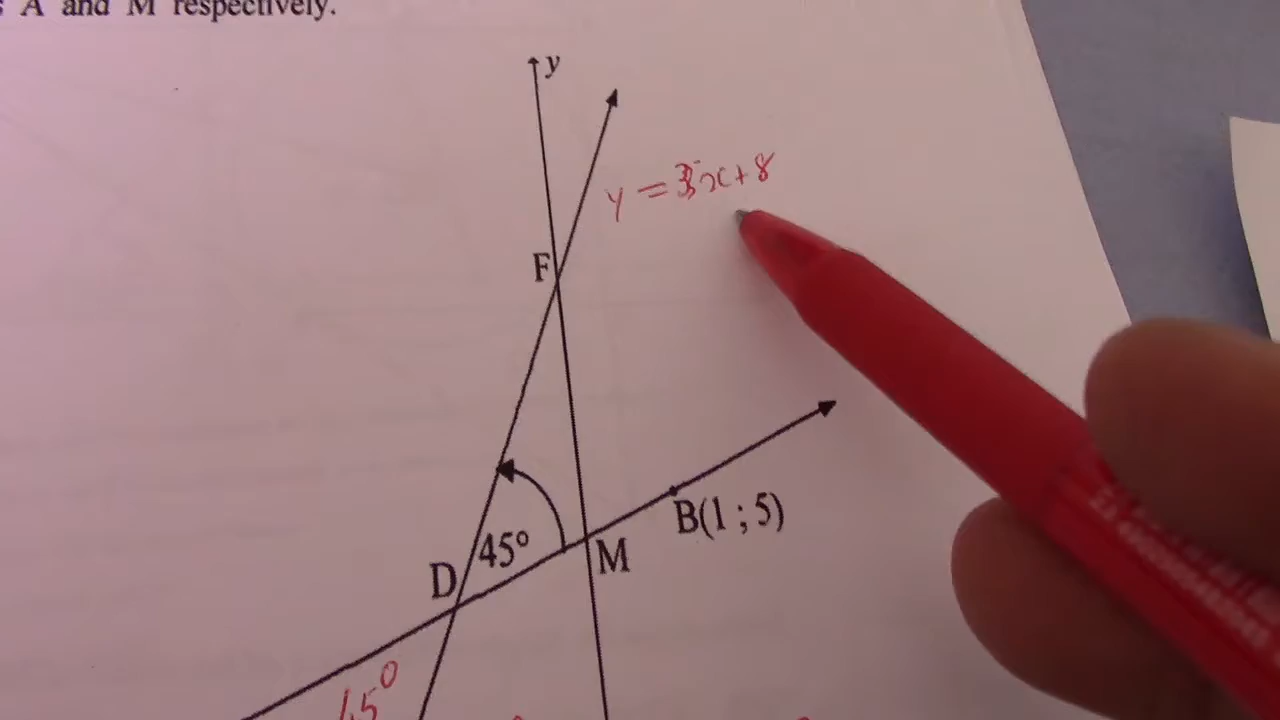 A and M respectively.
y
y = 3x+8
F
B(1 ; 5)
45°
M
D
45°